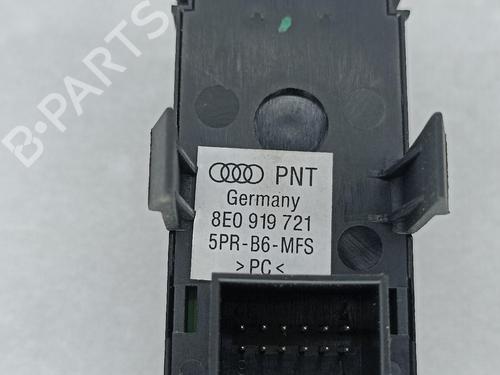 B-PARTS
PNT
Germany
8E0 919 721
5PR-B6-MFS
>PC<